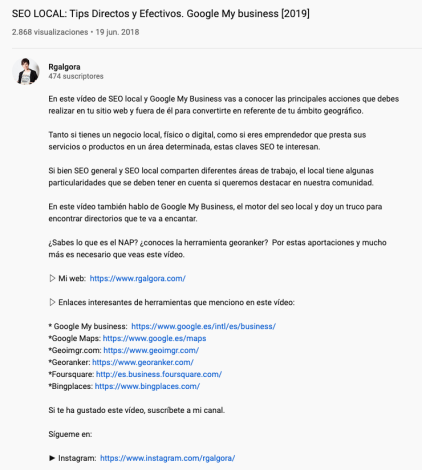 SEO LOCAL: Tips Directos y Efectivos. Google My business [2019]
2.868 visualizaciones • 19 jun. 2018
Rgalgora
474 suscriptores
En este vídeo de SEO local y Google My Business vas a conocer las principales acciones que debes
realizar en tu sitio web y fuera de él para convertirte en referente de tu ámbito geográfico.
Tanto si tienes un negocio local, físico o digital, como si eres emprendedor que presta sus
servicios o productos en un área determinada, estas claves SEO te interesan.
Si bien SEO general y SEO local comparten diferentes áreas de trabajo, el local tiene algunas
particularidades que se deben tener en cuenta si queremos destacar en nuestra comunidad.
En este vídeo también hablo de Google My Business, el motor del seo local y doy un truco para
encontrar directorios que te va a encantar.
¿Sabes lo que es el NAP? ¿conoces la herramienta georanker? Por estas aportaciones y mucho
más es necesario que veas este vídeo.
▷ Mi web: https://www.rgalgora.com/
▷ Enlaces interesantes de herramientas que menciono en este vídeo:
* Google My business: https://www.google.es/intl/es/business/
*Google Maps: https://www.google.es/maps
*Geoimgr.com: https://www.geoimgr.com/
*Georanker: https://www.georanker.com/
*Foursquare: http://es.business.foursquare.com/
*Bingplaces: https://www.bingplaces.com/
Si te ha gustado este vídeo, suscríbete a mi canal.
Sígueme en:
► Instagram: https://www.instagram.com/rgalgora/